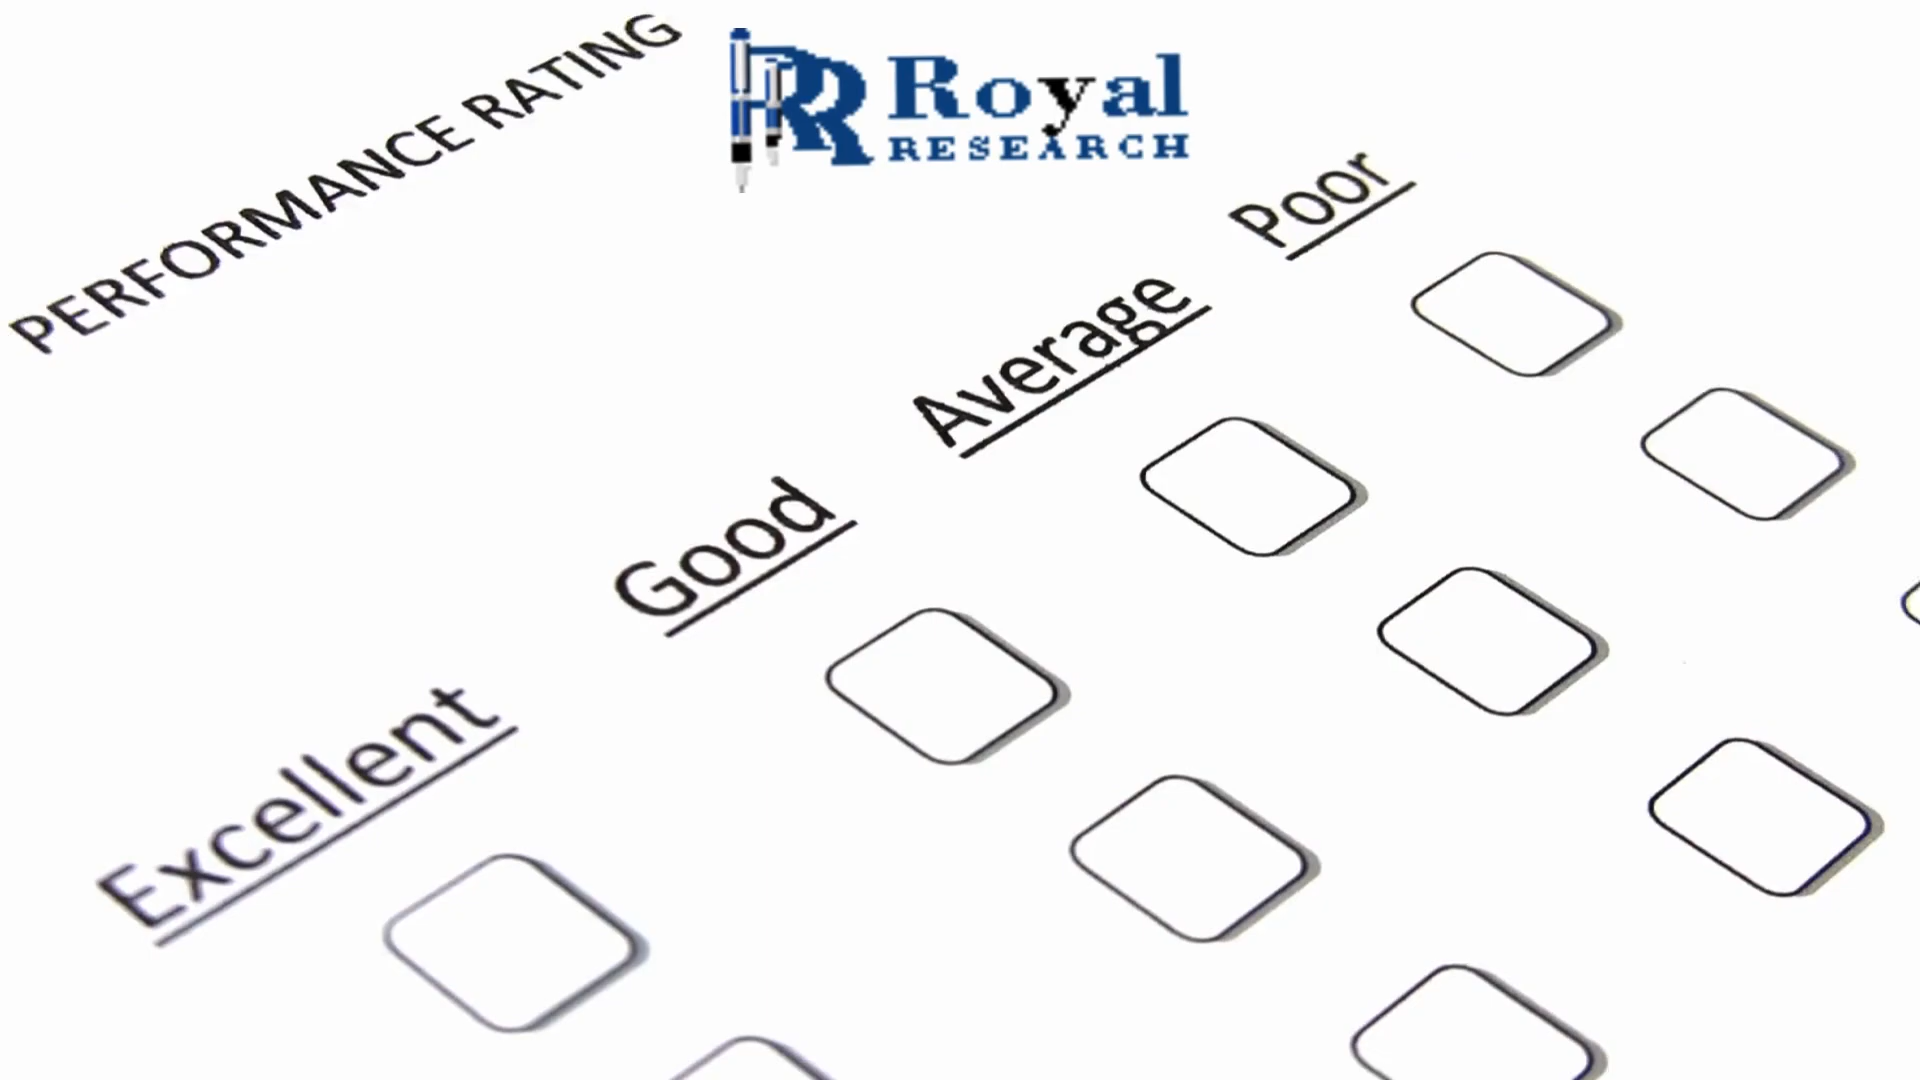 PERFORMANCE RATING
Royal
RESEARCH
Excellent
Good
Average
Poor